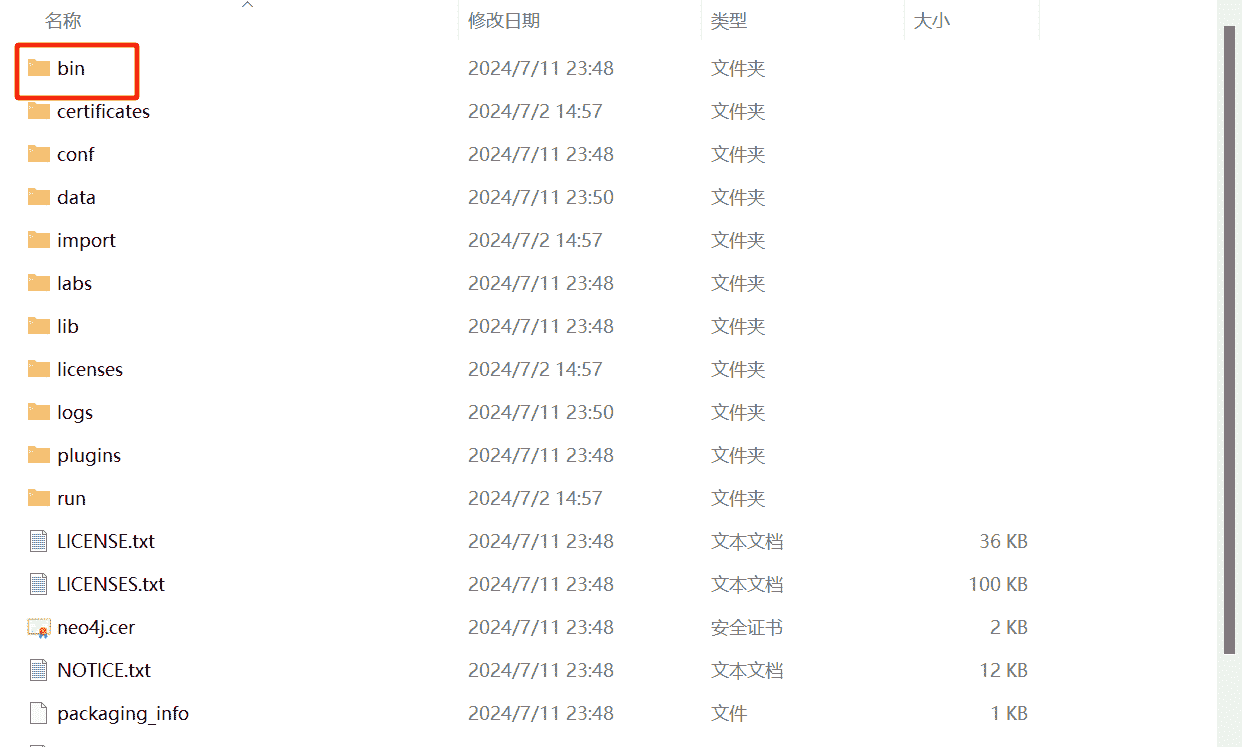 名称 修改日期 类型 大小
bin 2024/7/11 23:48 文件夹
certificates 2024/7/2 14:57 文件夹
conf 2024/7/11 23:48 文件夹
data 2024/7/11 23:50 文件夹
import 2024/7/2 14:57 文件夹
labs 2024/7/11 23:48 文件夹
lib 2024/7/11 23:48 文件夹
licenses 2024/7/2 14:57 文件夹
logs 2024/7/11 23:50 文件夹
plugins 2024/7/11 23:48 文件夹
run 2024/7/2 14:57 文件夹
LICENSE.txt 2024/7/11 23:48 文本文档 36 KB
LICENSES.txt 2024/7/11 23:48 文本文档 100 KB
neo4j.cer 2024/7/11 23:48 安全证书 2 KB
NOTICE.txt 2024/7/11 23:48 文本文档 12 KB
packaging_info 2024/7/11 23:48 文件 1 KB